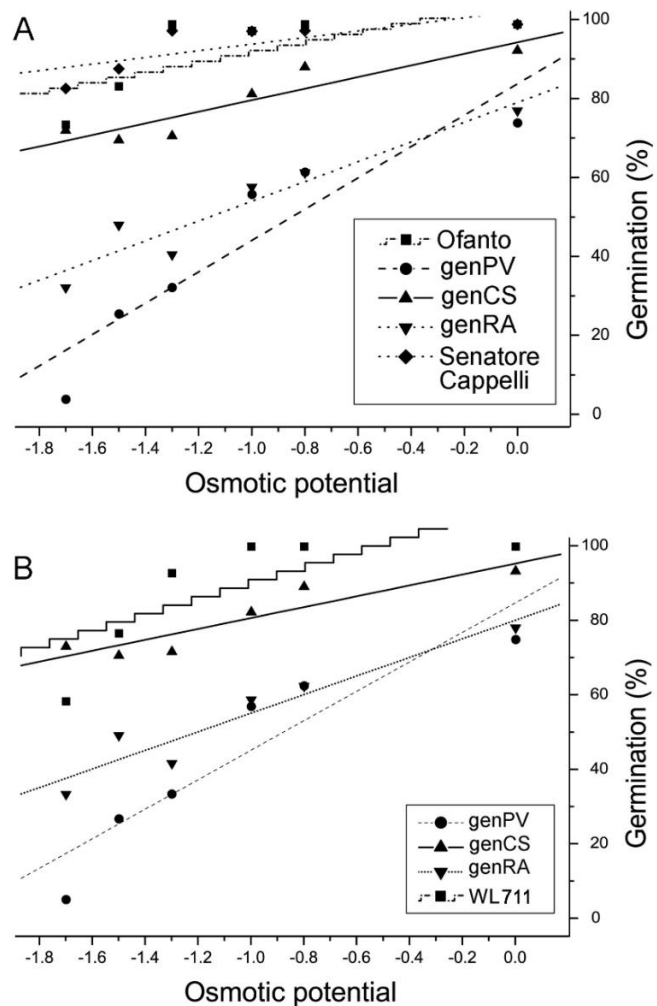 A
100
80
60
40
20
0
Germination (%)
Ofanto
genPV
genCS
genRA
Senatore
Cappelli
-1.8 -1.6 -1.4 -1.2 -1.0 -0.8 -0.6 -0.4 -0.2 0.0
Osmotic potential
B
100
80
60
40
20
0
Germination (%)
genPV
genCS
genRA
WL711
-1.8 -1.6 -1.4 -1.2 -1.0 -0.8 -0.6 -0.4 -0.2 0.0
Osmotic potential